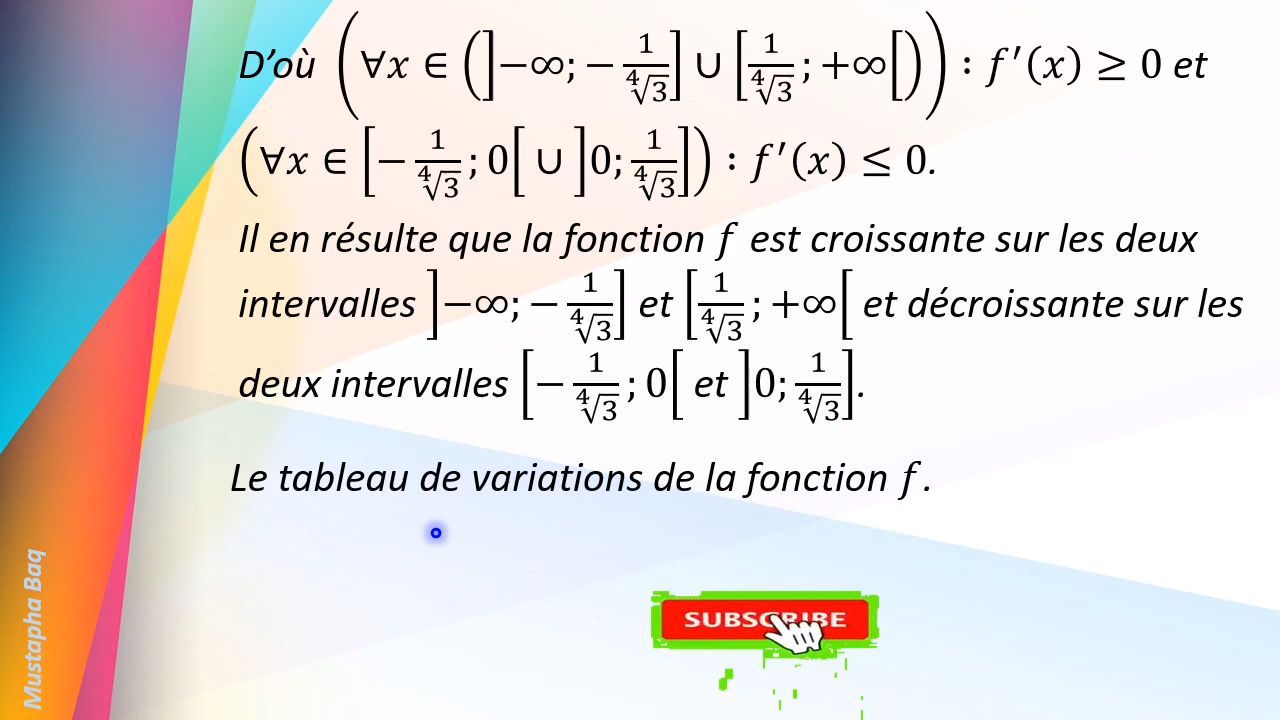 D'où (∀x ∈ (]−∞; −1/∜3] ∪ [1/∜3; +∞[)) : f′(x) ≥ 0 et
(∀x ∈ [−1/∜3; 0[ ∪ ]0; 1/∜3]) : f′(x) ≤ 0.
Il en résulte que la fonction f est croissante sur les deux
intervalles ]−∞; −1/∜3] et [1/∜3; +∞[ et décroissante sur les
deux intervalles [−1/∜3; 0[ et ]0; 1/∜3].
Le tableau de variations de la fonction f.
SUBSCRIBE
Mustapha Baq